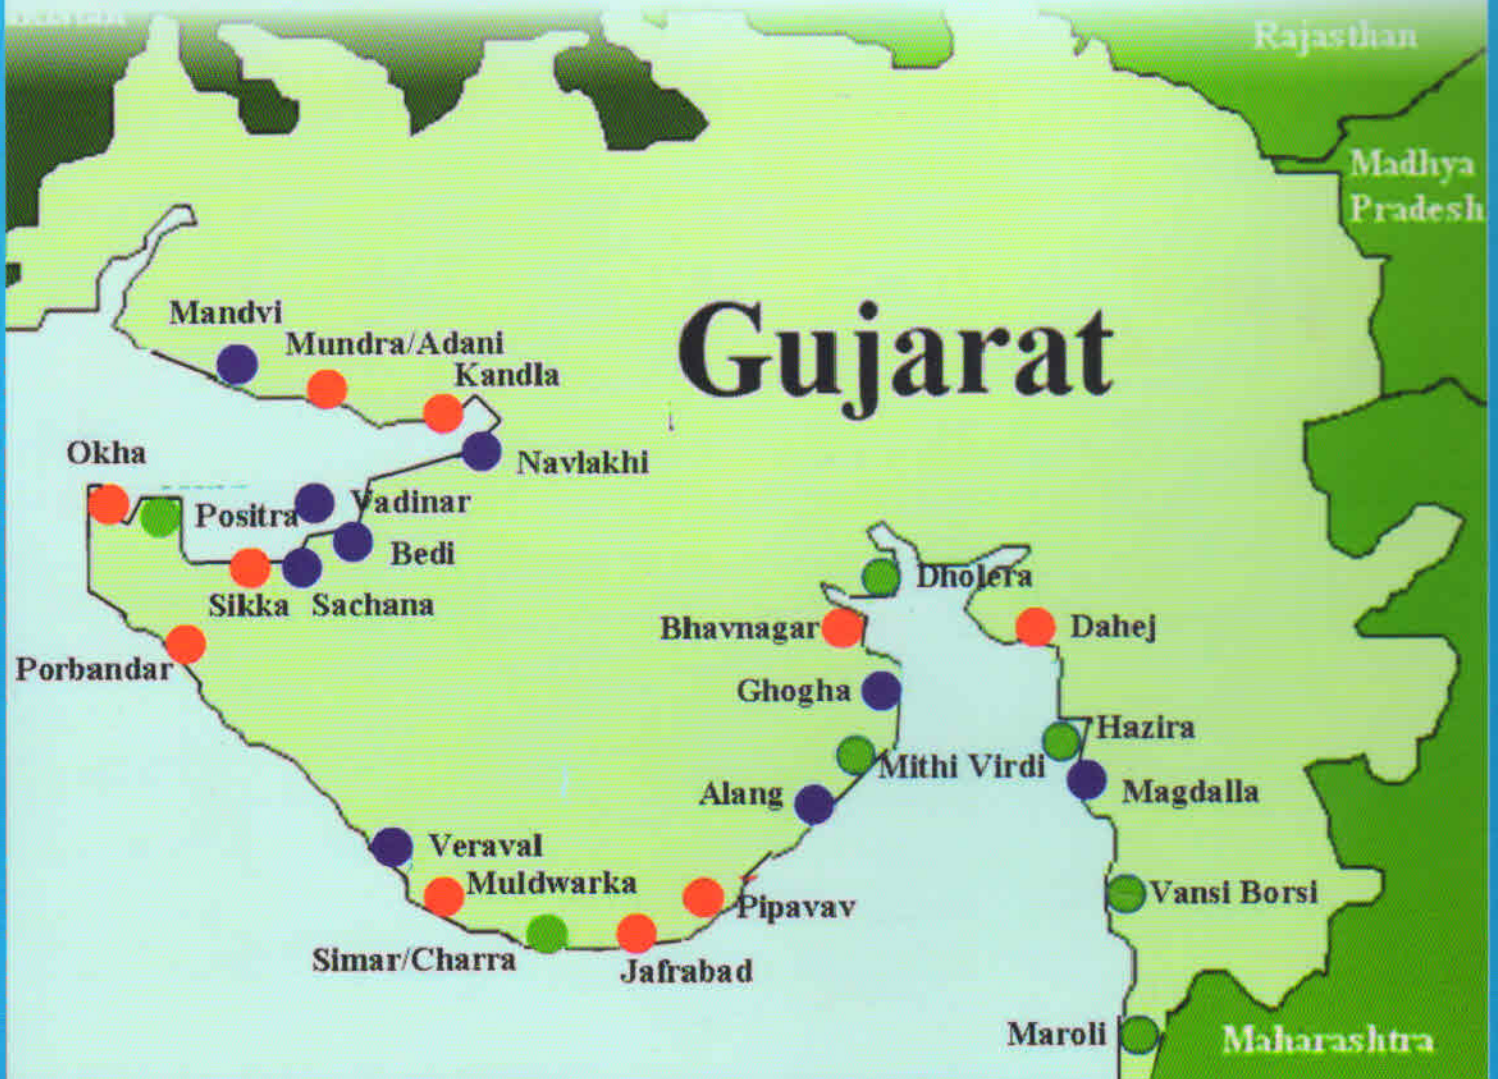 Rajasthan
Madhya
Pradesh
Mandvi
Mundra/Adani
Kandla
Gujarat
Okha
Navlakhi
Positra
Vadinar
Bedi
Sikka
Sachana
Dholera
Bhavnagar
Dahej
Porbandar
Ghogha
Hazira
Mithi Virdi
Magdalla
Alang
Veraval
Muldwarka
Vansi Borsi
Pipavav
Simar/Charra
Jafrabad
Maroli
Maharashtra